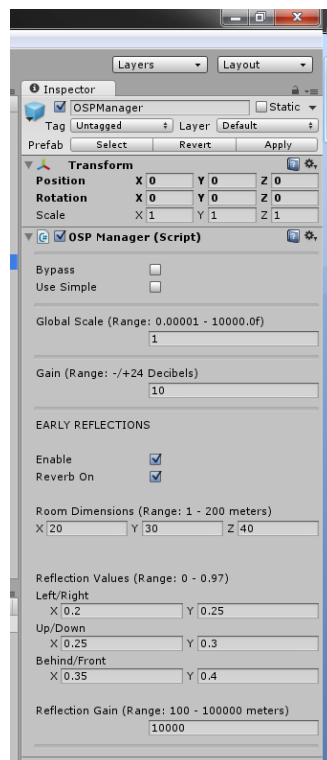 Layers Layout
Inspector
OSPManager Static
Tag Untagged Layer Default
Prefab Select Revert Apply
Transform
Position X 0 Y 0 Z 0
Rotation X 0 Y 0 Z 0
Scale X 1 Y 1 Z 1
OSP Manager (Script)
Bypass
Use Simple
Global Scale (Range: 0.00001 - 10000.0f)
1
Gain (Range: -/+24 Decibels)
10
EARLY REFLECTIONS
Enable
Reverb On
Room Dimensions (Range: 1 - 200 meters)
X 20 Y 30 Z 40
Reflection Values (Range: 0 - 0.97)
Left/Right
X 0.2 Y 0.25
Up/Down
X 0.25 Y 0.3
Behind/Front
X 0.35 Y 0.4
Reflection Gain (Range: 100 - 100000 meters)
10000